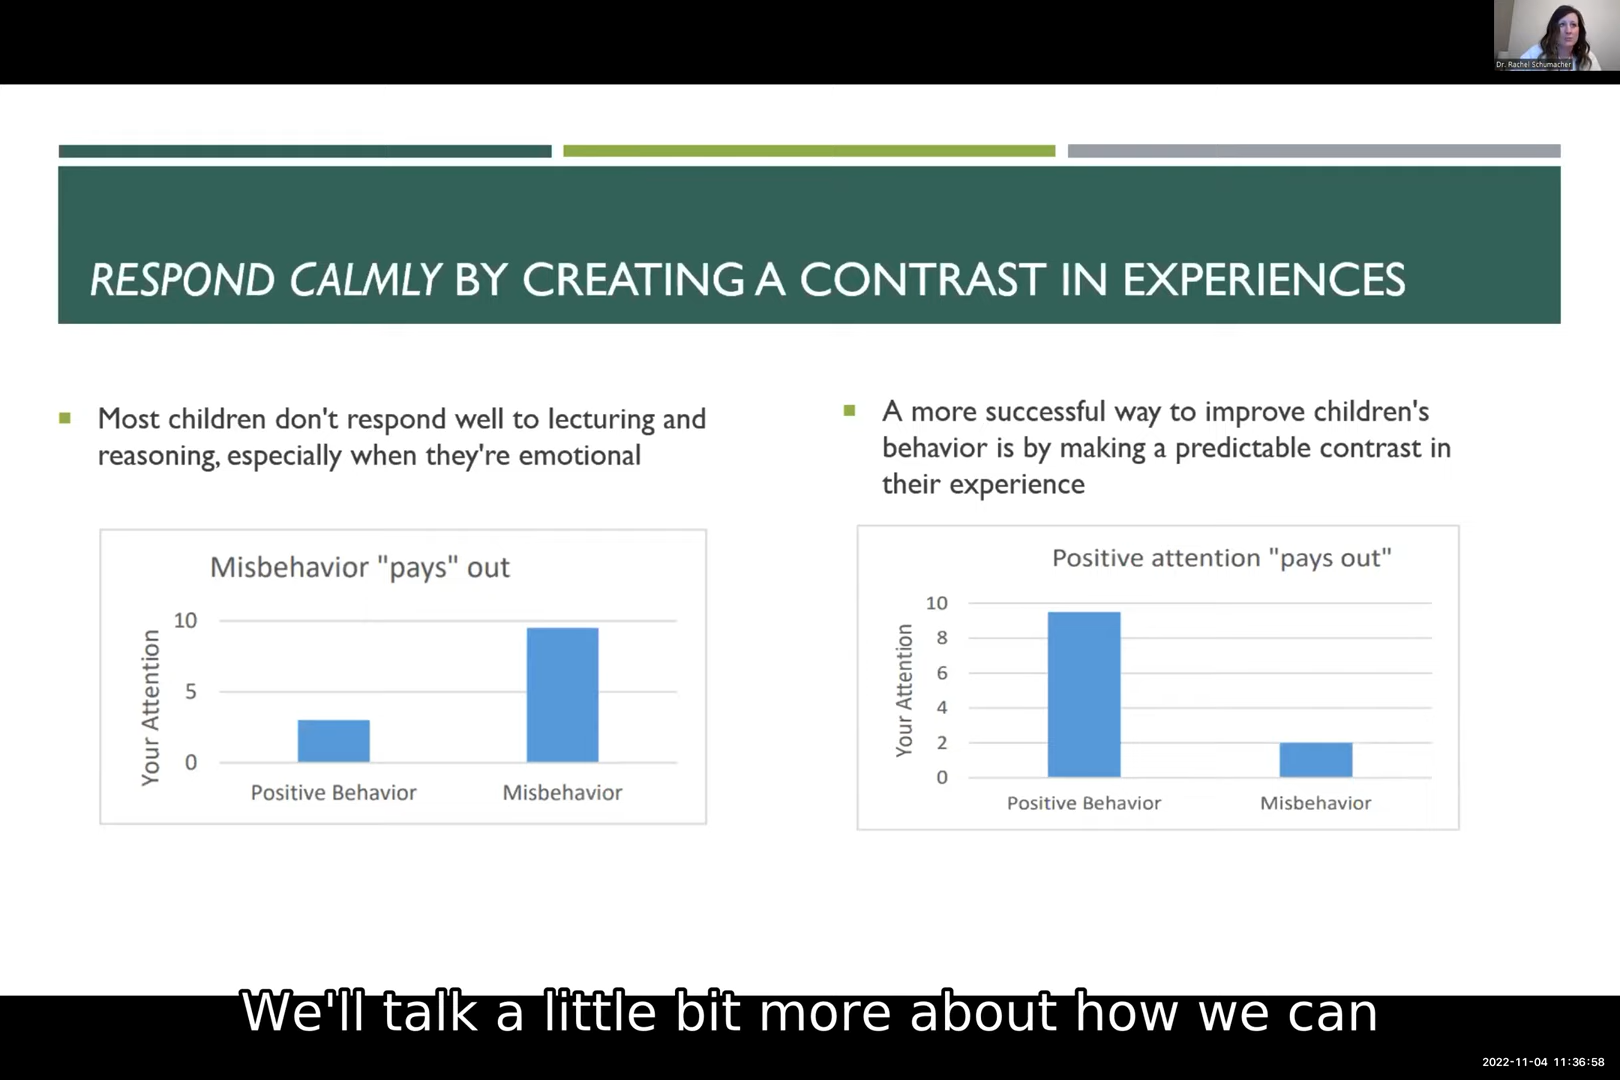 Dr. Rachel Schumacher
RESPOND CALMLY BY CREATING A CONTRAST IN EXPERIENCES
Most children don't respond well to lecturing and
reasoning, especially when they're emotional
Misbehavior "pays" out
Your Attention
10
5
0
Positive Behavior
Misbehavior
A more successful way to improve children's
behavior is by making a predictable contrast in
their experience
Positive attention "pays out"
Your Attention
10
8
6
4
2
0
Positive Behavior
Misbehavior
We'll talk a little bit more about how we can
2022-11-04 11:36:58